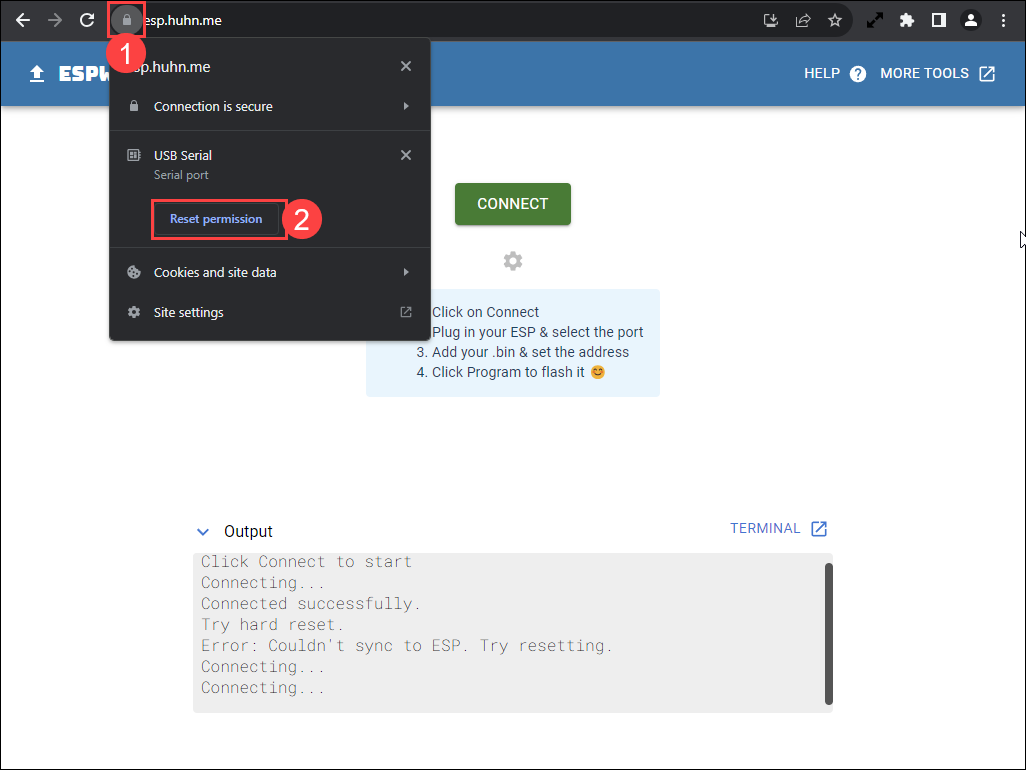 esp.huhn.me
1
sp.huhn.me
ESPW
HELP ?
MORE TOOLS
Connection is secure
USB Serial
Serial port
Reset permission
2
CONNECT
Cookies and site data
Site settings
Click on Connect
Plug in your ESP & select the port
3. Add your .bin & set the address
4. Click Program to flash it 😊
Output
TERMINAL
Click Connect to start
Connecting...
Connected successfully.
Try hard reset.
Error: Couldn't sync to ESP. Try resetting.
Connecting...
Connecting...